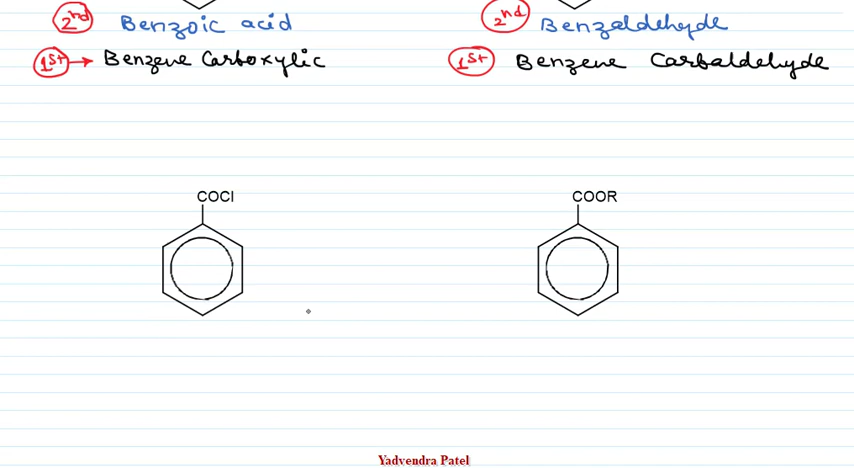 2nd Benzoic acid
2nd Benzaldehyde
1st → Benzene Carboxylic
1st Benzene Carbaldehyde
COCl
COOR
Yadvendra Patel